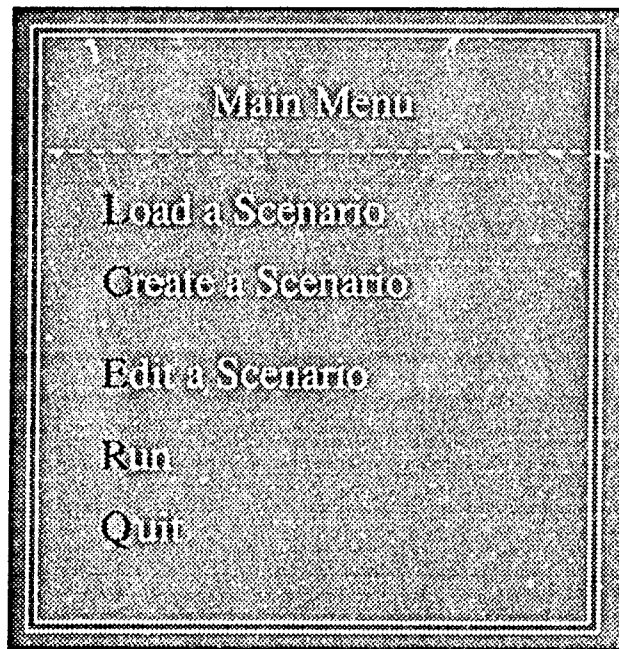 Main Menu
Load a Scenario
Create a Scenario
Edit a Scenario
Run
Quit